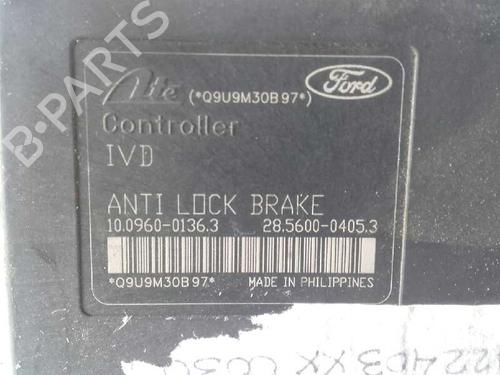 B-PARTS
Ate (*Q9U9M30B97*) Ford
Controller
IVD
ANTI LOCK BRAKE
10.0960-0136.3 28.5600-0405.3
*Q9U9M30B97* MADE IN PHILIPPINES